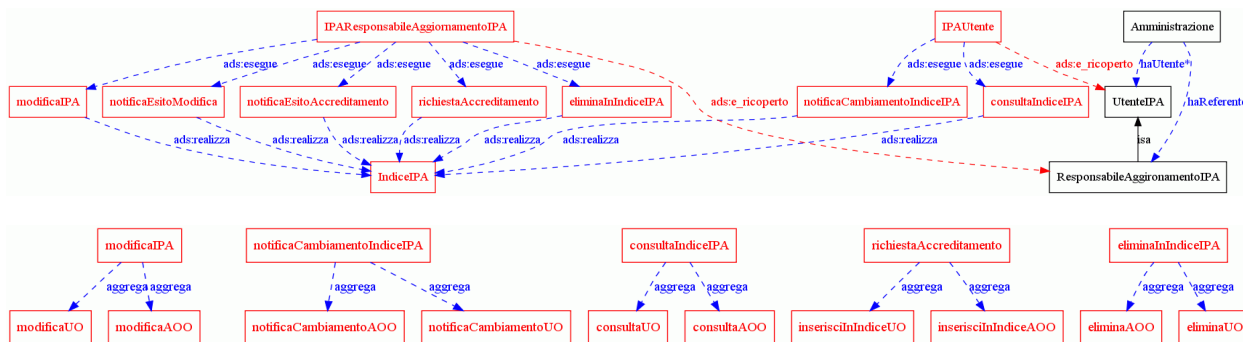 IPAResponsabileAggiornamentoIPA IPAUtente Amministrazione
ads:esegue ads:esegue ads:esegue ads:esegue ads:esegue ads:esegue ads:esegue ads:e_ricoperto haUtente*
modificaIPA notificaEsitoModifica notificaEsitoAccreditamento richiestaAccreditamento eliminaInIndiceIPA ads:e_ricoperto notificaCambiamentoIndiceIPA consultaIndiceIPA UtenteIPA haReferente
ads:realizza ads:realizza ads:realizza ads:realizza ads:realizza ads:realizza ads:realizza isa
IndiceIPA ResponsabileAggironamentoIPA
modificaIPA notificaCambiamentoIndiceIPA consultaIndiceIPA richiestaAccreditamento eliminaInIndiceIPA
aggrega aggrega aggrega aggrega aggrega aggrega aggrega aggrega aggrega aggrega
modificaUO modificaAOO notificaCambiamentoAOO notificaCambiamentoUO consultaUO consultaAOO inserisciInIndiceUO inserisciInIndiceAOO eliminaAOO eliminaUO